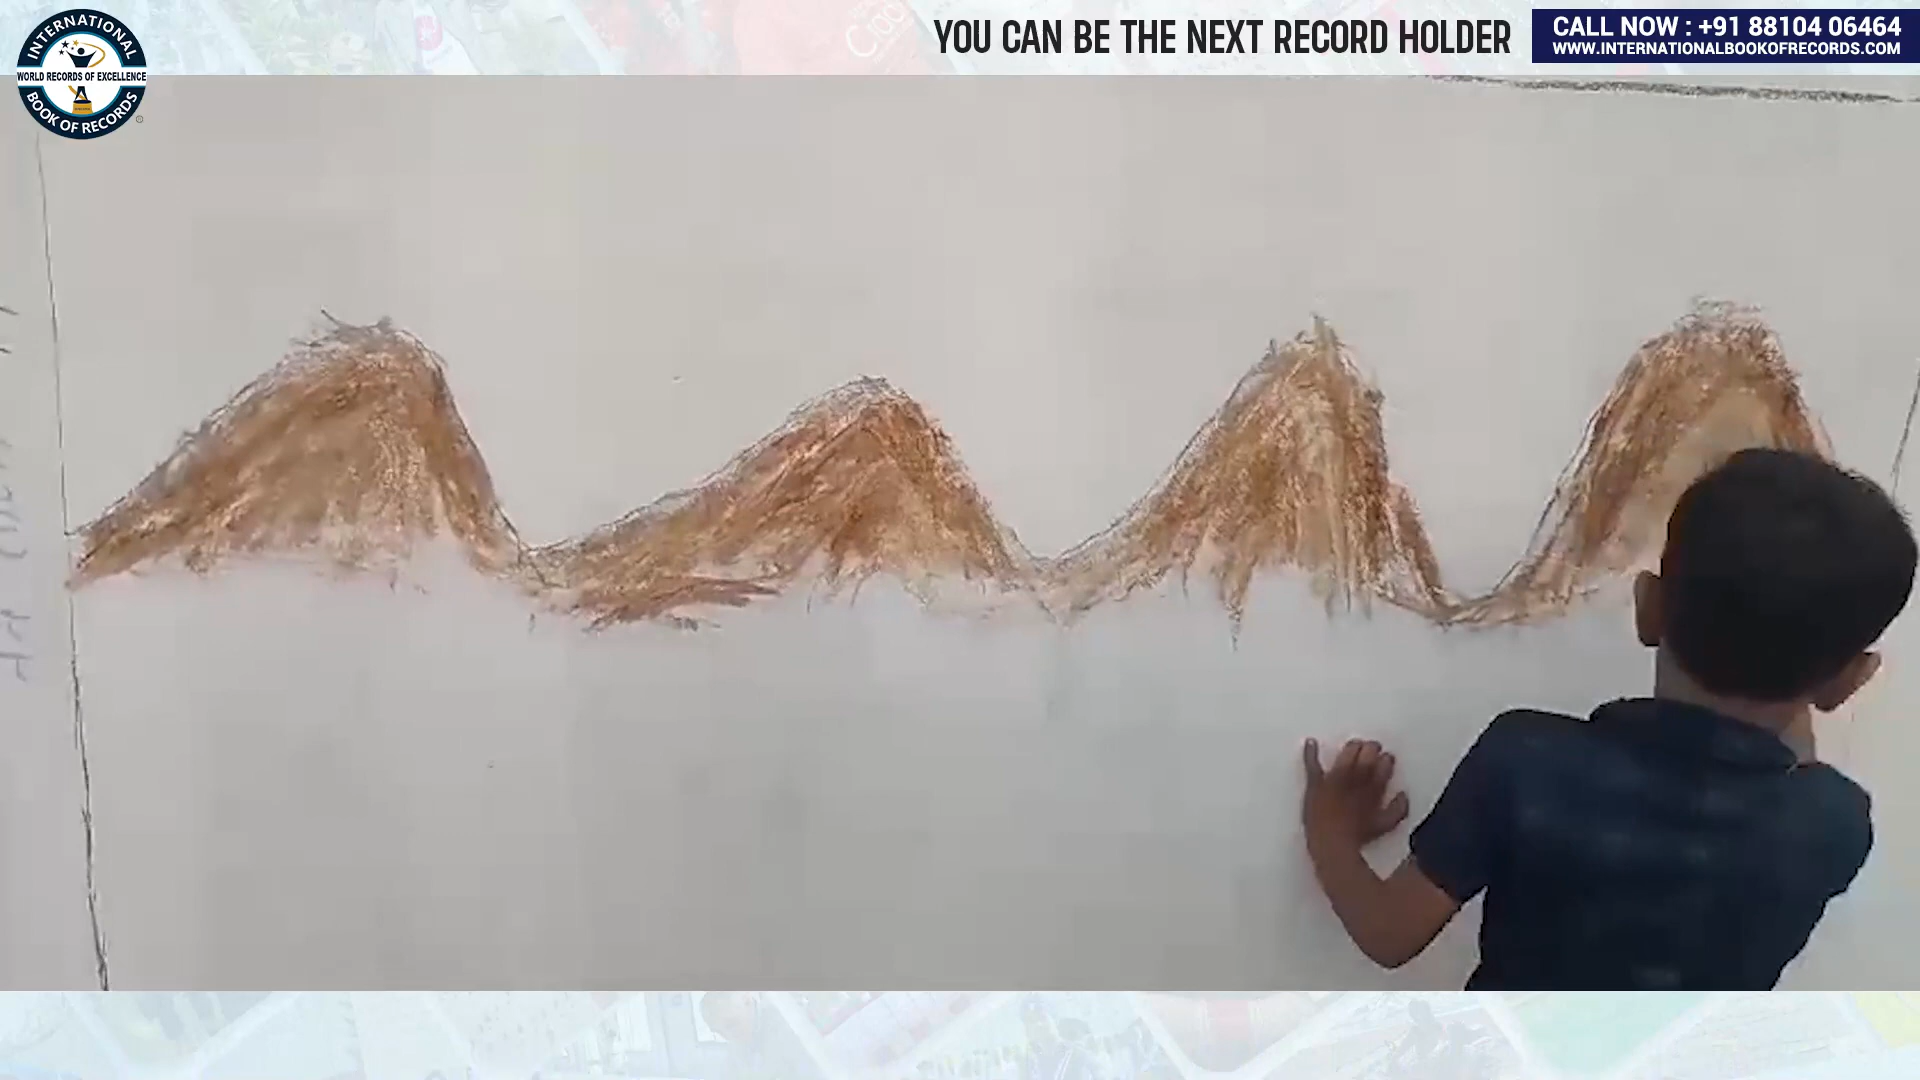 INTERNATIONAL
WORLD RECORDS OF EXCELLENCE
BOOK OF RECORDS
YOU CAN BE THE NEXT RECORD HOLDER
CALL NOW : +91 88104 06464
WWW.INTERNATIONALBOOKOFRECORDS.COM